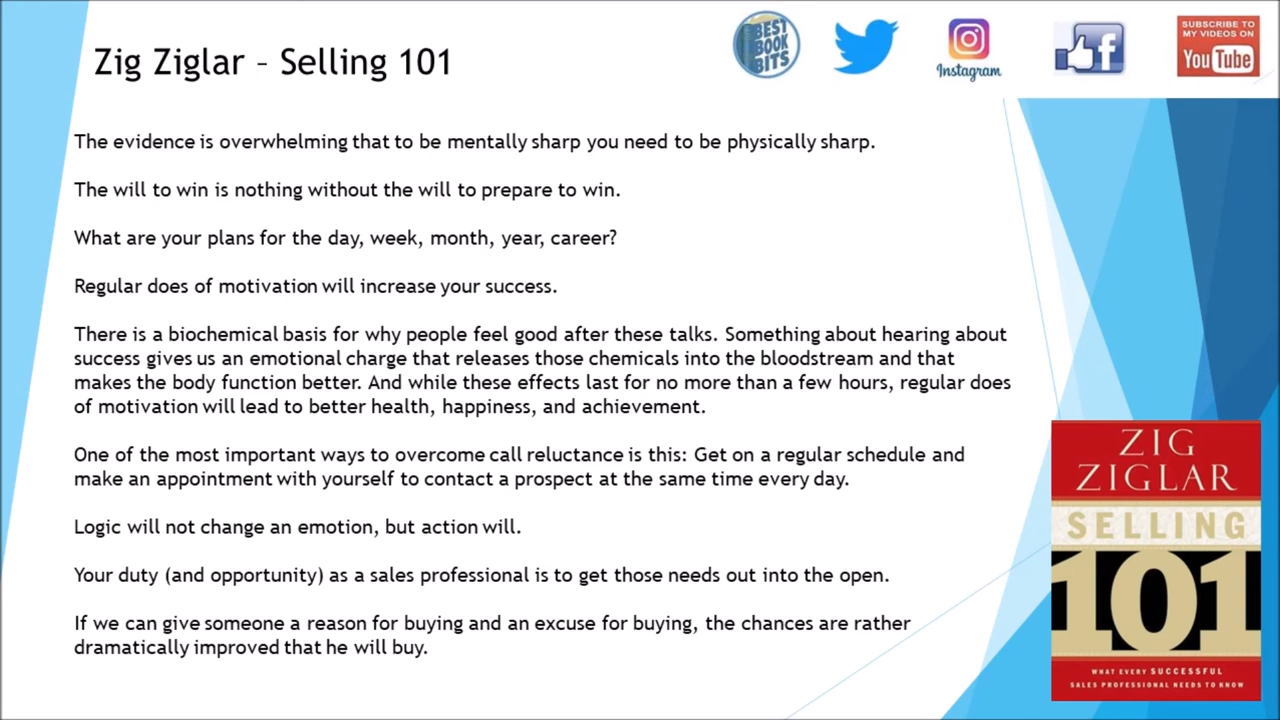 Zig Ziglar – Selling 101
BEST
BOOK
BITS
Instagram
f
SUBSCRIBE TO
MY VIDEOS ON
YouTube
The evidence is overwhelming that to be mentally sharp you need to be physically sharp.
The will to win is nothing without the will to prepare to win.
What are your plans for the day, week, month, year, career?
Regular does of motivation will increase your success.
There is a biochemical basis for why people feel good after these talks. Something about hearing about
success gives us an emotional charge that releases those chemicals into the bloodstream and that
makes the body function better. And while these effects last for no more than a few hours, regular does
of motivation will lead to better health, happiness, and achievement.
One of the most important ways to overcome call reluctance is this: Get on a regular schedule and
make an appointment with yourself to contact a prospect at the same time every day.
Logic will not change an emotion, but action will.
Your duty (and opportunity) as a sales professional is to get those needs out into the open.
If we can give someone a reason for buying and an excuse for buying, the chances are rather
dramatically improved that he will buy.
ZIG
ZIGLAR
SELLING
101
WHAT EVERY SUCCESSFUL
SALES PROFESSIONAL NEEDS TO KNOW